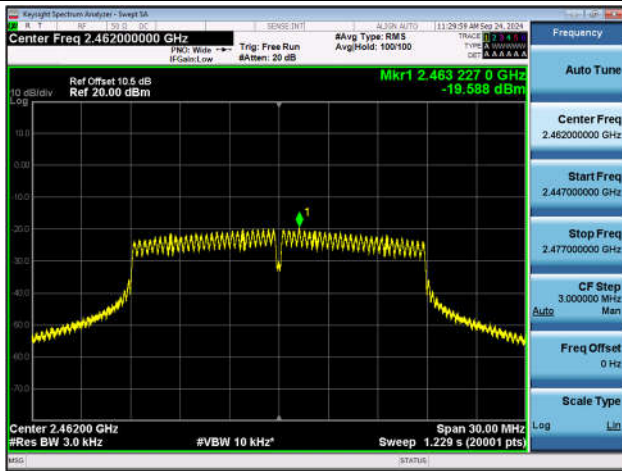 Keysight Spectrum Analyzer - Swept SA
R T RF 50 Ω DC SENSE:INT ALIGN AUTO 11:29:59 AM Sep 24, 2024
Center Freq 2.462000000 GHz
PNO: Wide
IFGain:Low
Trig: Free Run
#Atten: 20 dB
#Avg Type: RMS
Avg|Hold: 100/100
TRACE 1 2 3 4 5 6
TYPE A WWWWW
DET A A A A A A
Frequency
Ref Offset 10.5 dB
Ref 20.00 dBm
10 dB/div
Log
Mkr1 2.463 227 0 GHz
-19.588 dBm
10.0
0.00
-10.0
-20.0
-30.0
-40.0
-50.0
-60.0
-70.0
1
Center 2.46200 GHz
#Res BW 3.0 kHz
#VBW 10 kHz*
Span 30.00 MHz
Sweep 1.229 s (20001 pts)
MSG
STATUS
Auto Tune
Center Freq
2.462000000 GHz
Start Freq
2.447000000 GHz
Stop Freq
2.477000000 GHz
CF Step
3.000000 MHz
Auto Man
Freq Offset
0 Hz
Scale Type
Log Lin